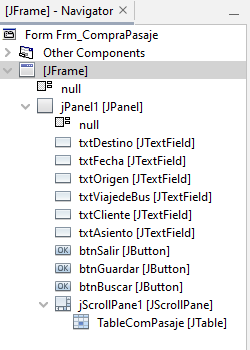 [JFrame] - Navigator
Form Frm_CompraPasaje
Other Components
[JFrame]
null
jPanel1 [JPanel]
null
txtDestino [JTextField]
txtFecha [JTextField]
txtOrigen [JTextField]
txtViajedeBus [JTextField]
txtCliente [JTextField]
txtAsiento [JTextField]
OK btnSalir [JButton]
OK btnGuardar [JButton]
OK btnBuscar [JButton]
jScrollPane1 [JScrollPane]
TableComPasaje [JTable]